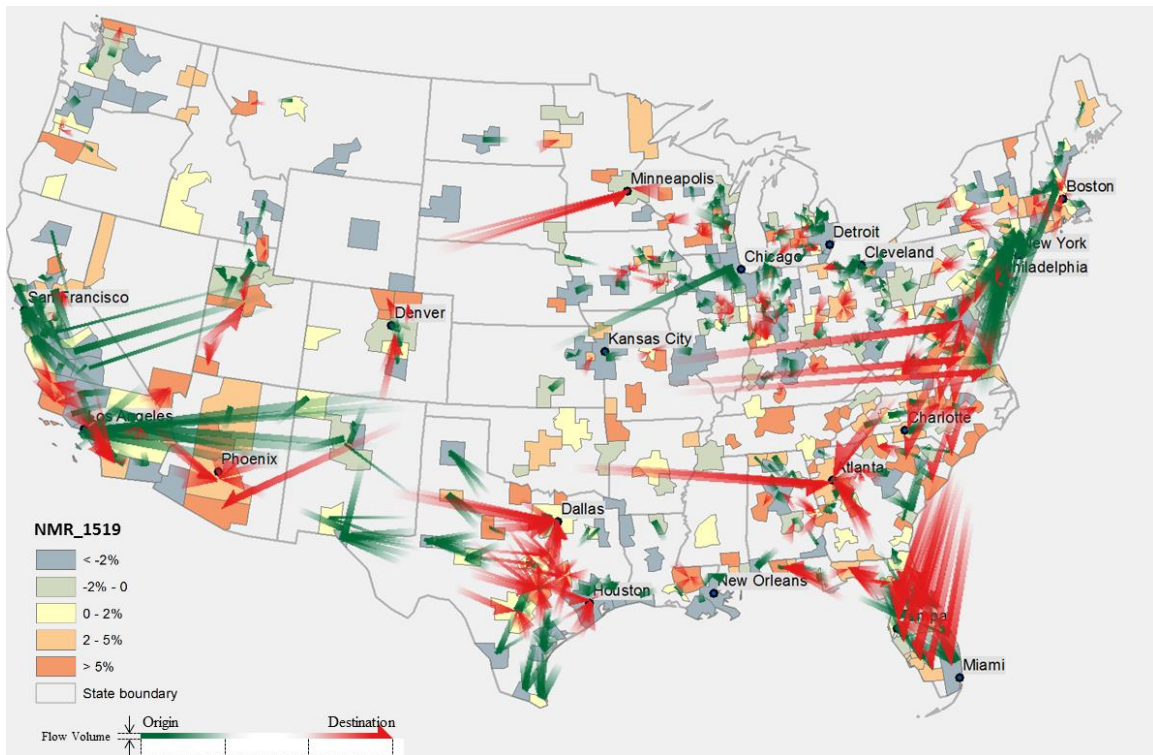 Minneapolis
Boston
Detroit
New York
Cleveland
Chicago
Philadelphia
San Francisco
Denver
Kansas City
Los Angeles
Charlotte
Phoenix
Atlanta
Dallas
NMR_1519
< -2%
-2% - 0
0 - 2%
2 - 5%
> 5%
State boundary
Houston
New Orleans
Tampa
Miami
Origin
Destination
Flow Volume